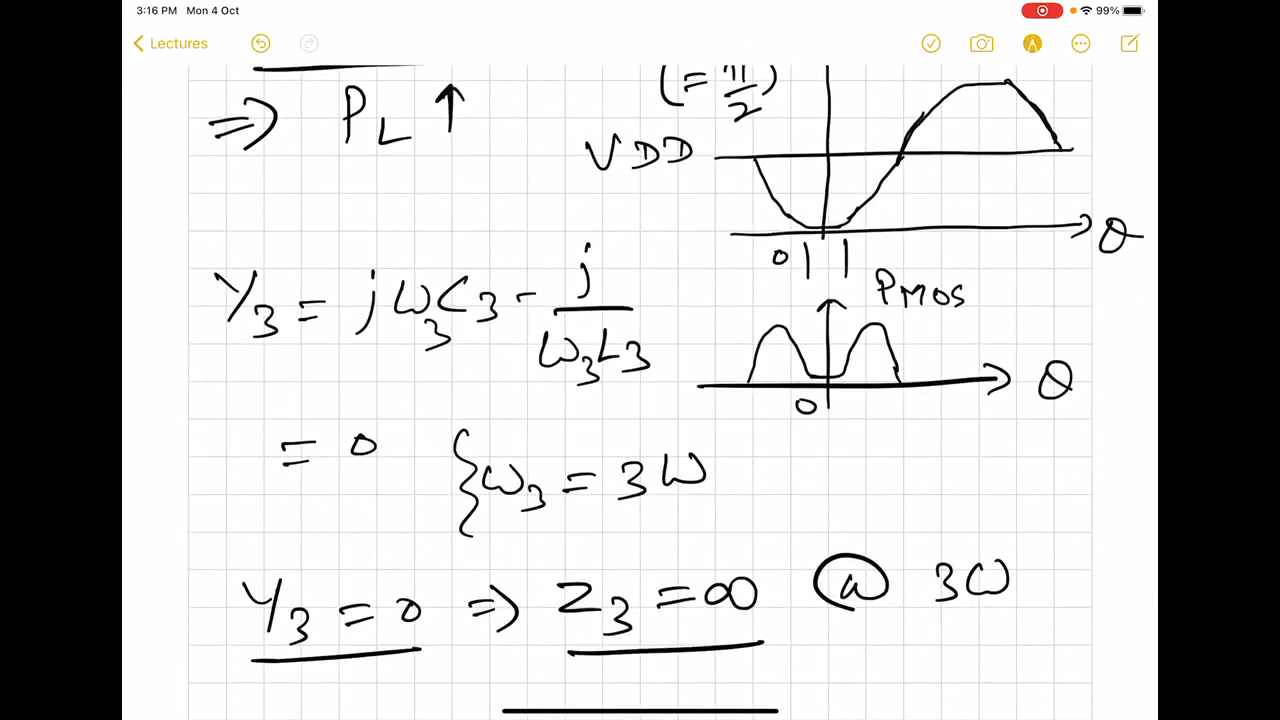 3:16 PM Mon 4 Oct
99%
Lectures
(= π/2)
⇒ PL ↑
VDD
θ
0
Y3 = jω3C3 - j/ω3L3
PMOS
θ
0
= 0 {ω3 = 3ω
Y3 = 0 ⇒ Z3 = ∞ @ 3ω